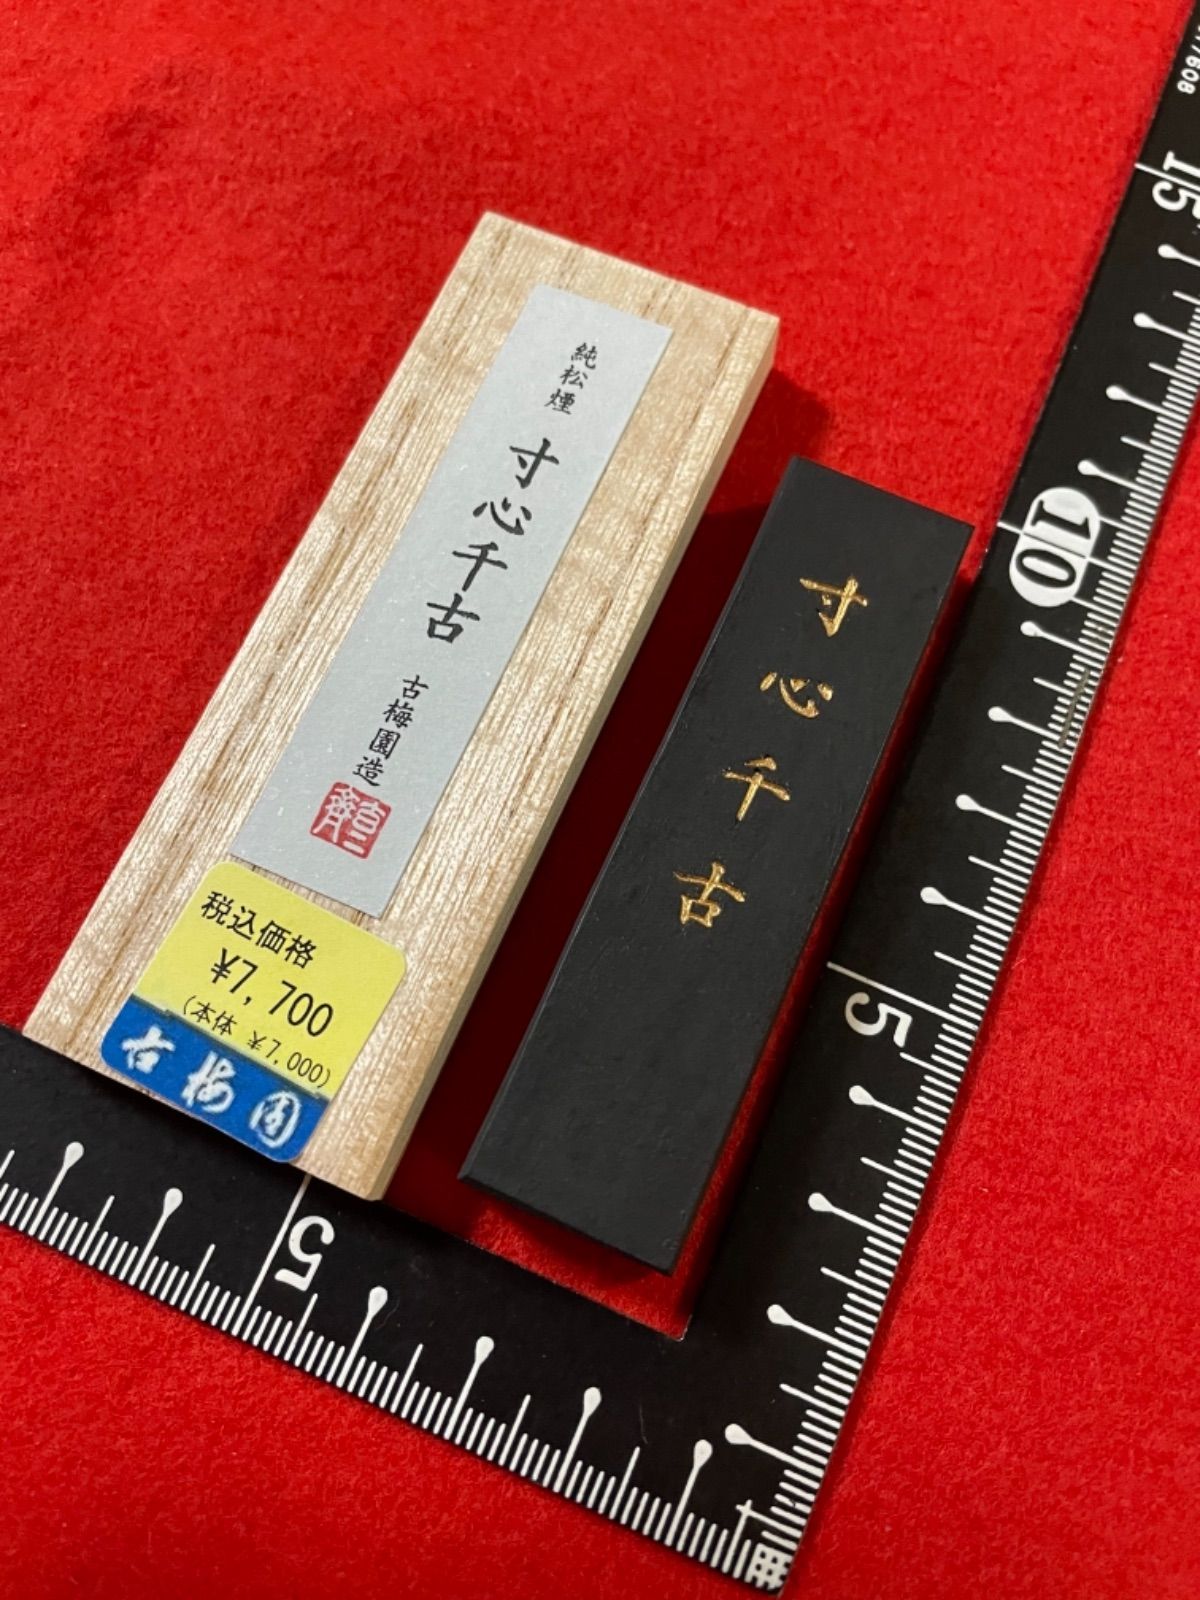 純松煙
寸心千古
古梅園造
税込価格
¥7,700
(本体 ¥7,000)
古梅園
寸心千古
5
10
15
5